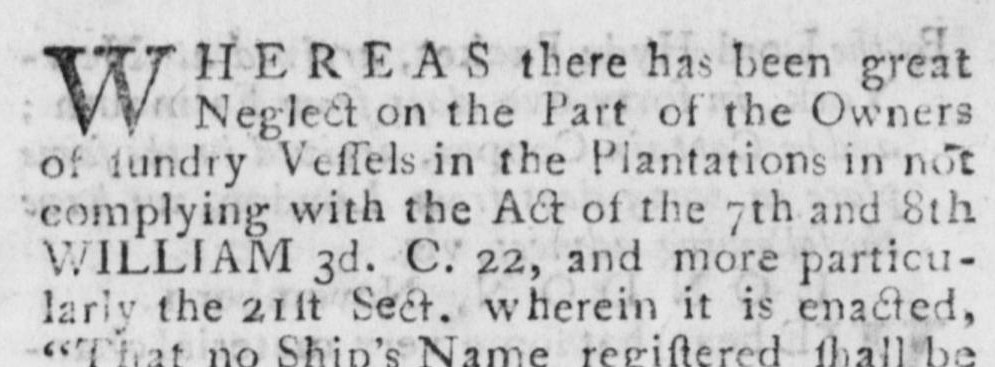 WHEREAS there has been great
Neglect on the Part of the Owners
of ſundry Veſſels in the Plantations in not
complying with the Act of the 7th and 8th
WILLIAM 3d. C. 22, and more particu-
larly the 21ſt Sect. wherein it is enacted,
“That no Ship's Name regiſtered ſhall be